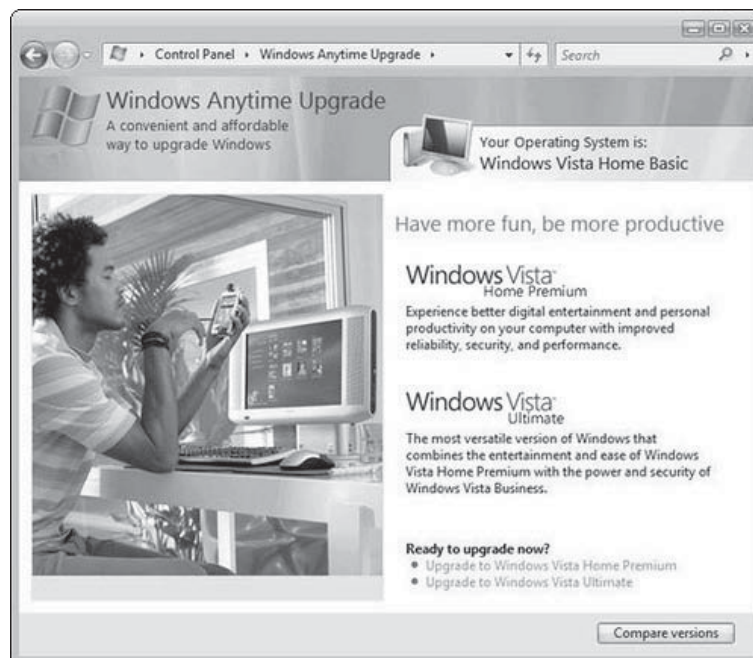 Control Panel
Windows Anytime Upgrade
Search
Windows Anytime Upgrade
A convenient and affordable
way to upgrade Windows
Your Operating System is:
Windows Vista Home Basic
Have more fun, be more productive
Windows Vista™
Home Premium
Experience better digital entertainment and personal
productivity on your computer with improved
reliability, security, and performance.
Windows Vista™
Ultimate
The most versatile version of Windows that
combines the entertainment and ease of Windows
Vista Home Premium with the power and security of
Windows Vista Business.
Ready to upgrade now?
Upgrade to Windows Vista Home Premium
Upgrade to Windows Vista Ultimate
Compare versions